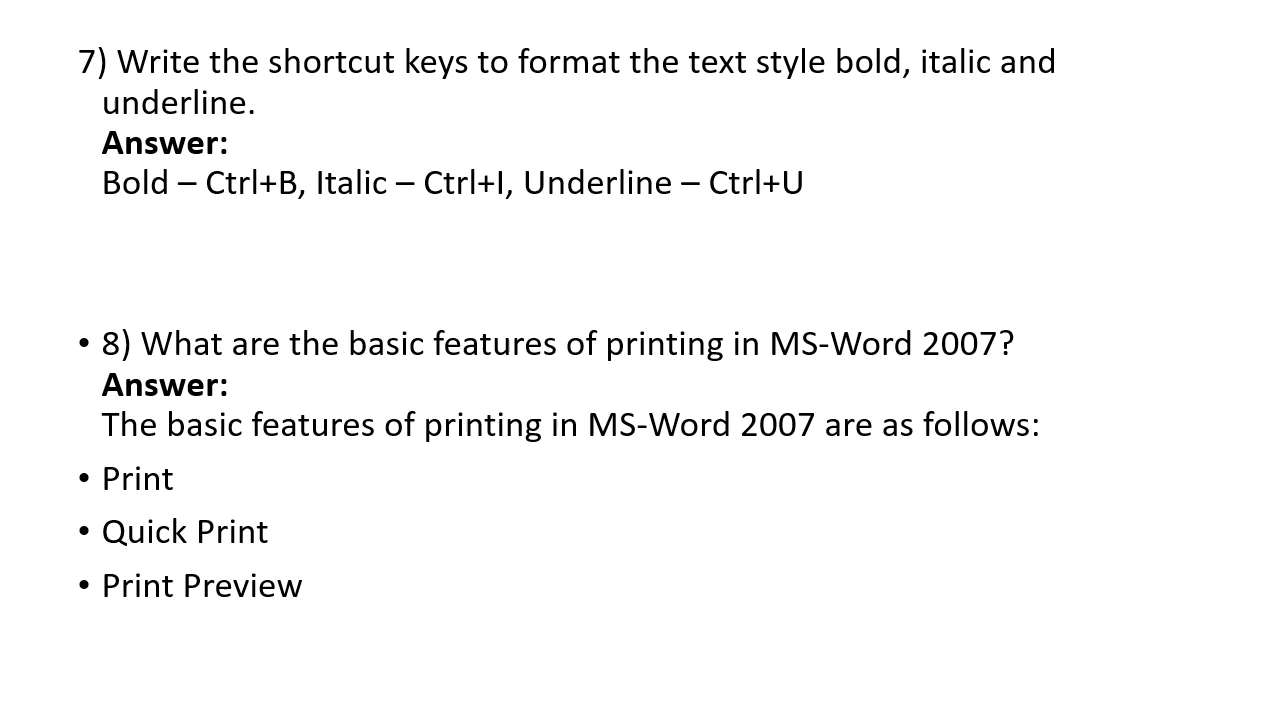 7) Write the shortcut keys to format the text style bold, italic and
underline.
Answer:
Bold – Ctrl+B, Italic – Ctrl+I, Underline – Ctrl+U
• 8) What are the basic features of printing in MS-Word 2007?
Answer:
The basic features of printing in MS-Word 2007 are as follows:
• Print
• Quick Print
• Print Preview